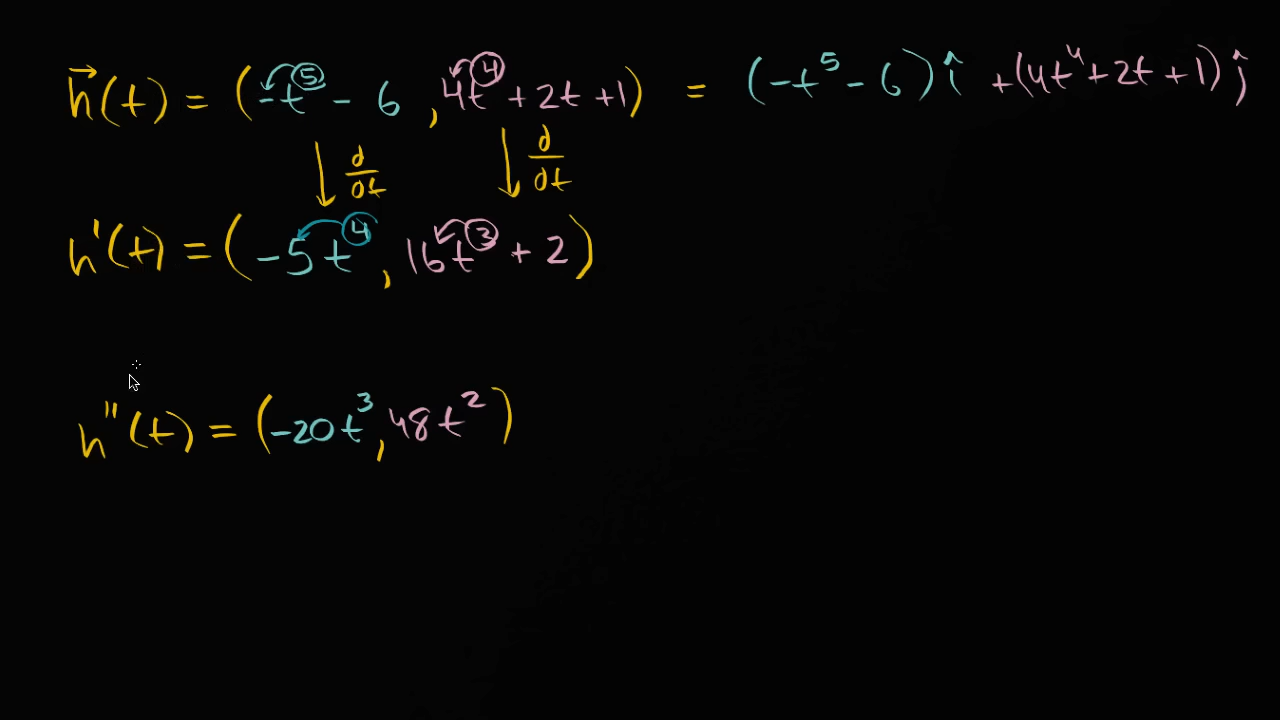 h⃗(t) = (-t⁵ - 6, 4t⁴ + 2t + 1) = (-t⁵ - 6) î + (4t⁴ + 2t + 1) ĵ
d/dt d/dt
h'(t) = (-5t⁴, 16t³ + 2)
h''(t) = (-20t³, 48t²)